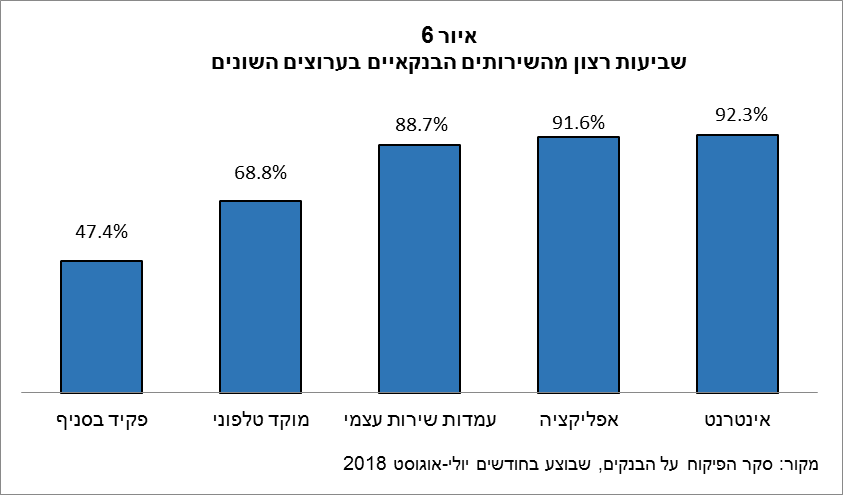 איור 6
שביעות רצון מהשירותים הבנקאיים בערוצים השונים
92.3%
91.6%
88.7%
68.8%
47.4%
אינטרנט
אפליקציה
עמדות שירות עצמי
מוקד טלפוני
פקיד בסניף
מקור: סקר הפיקוח על הבנקים, שבוצע בחודשים יולי-אוגוסט 2018